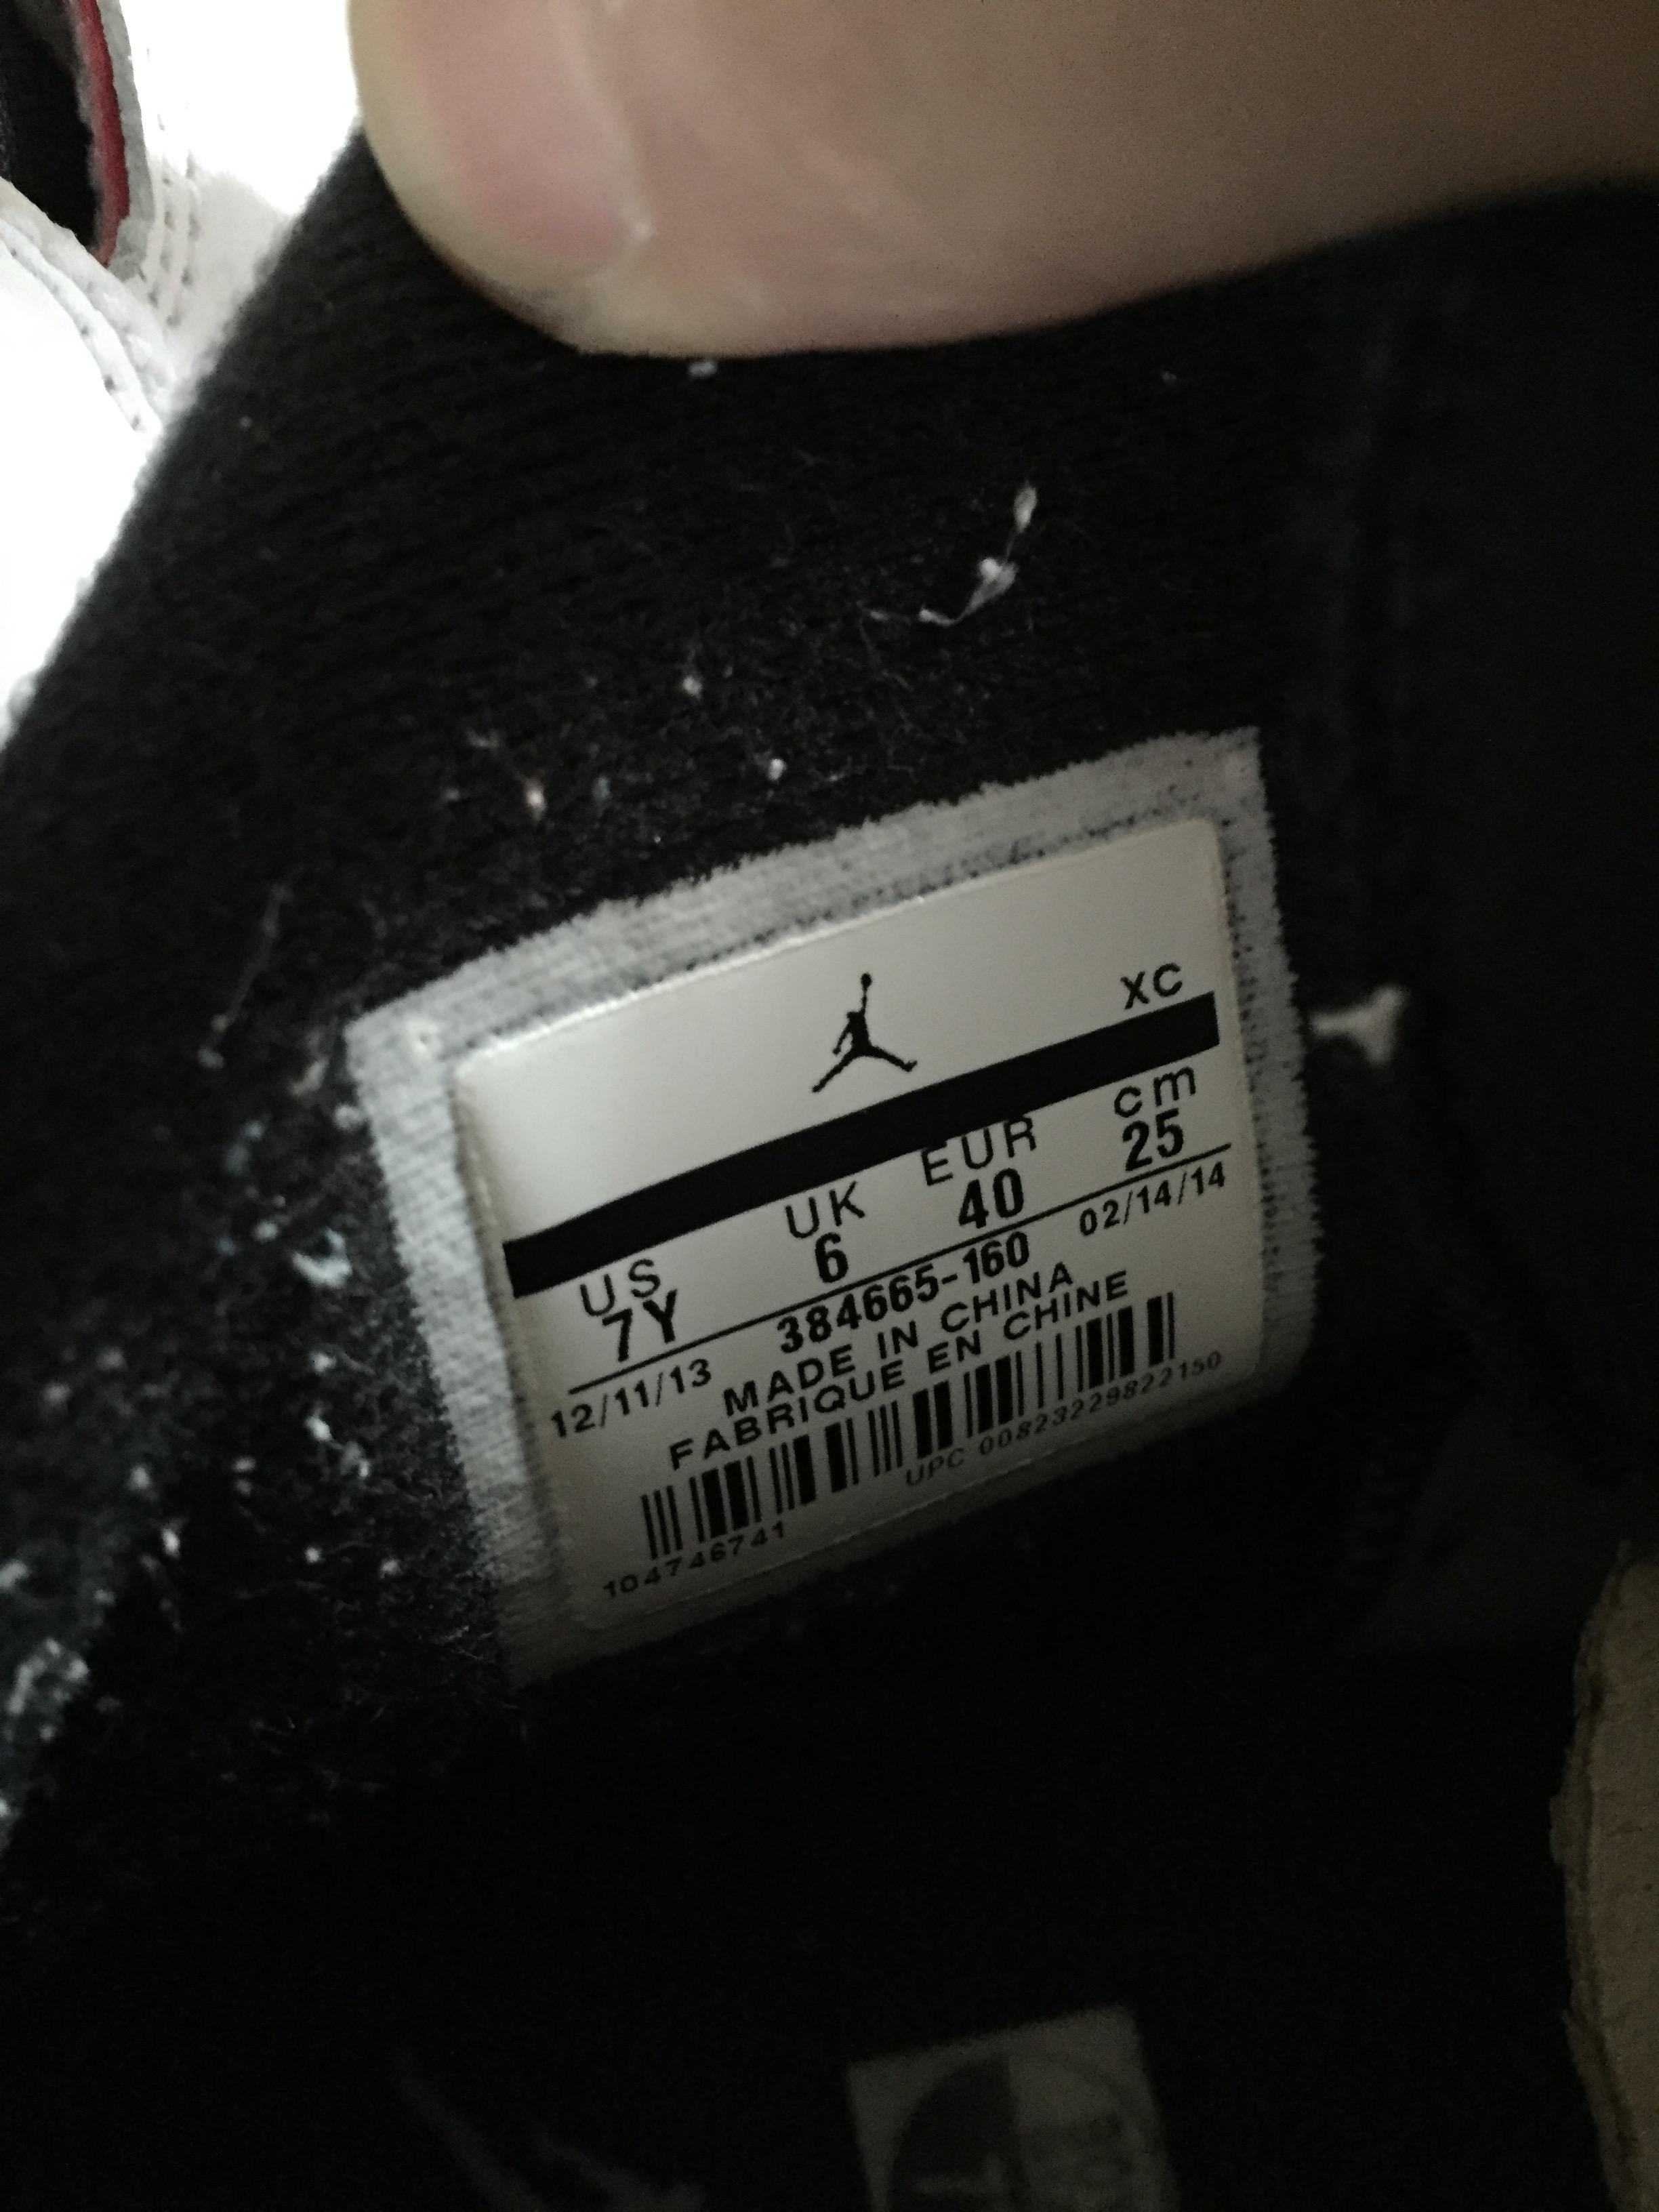 XC
US UK EUR cm
7Y 6 40 25
12/11/13 384665-160 02/14/14
MADE IN CHINA
FABRIQUE EN CHINE
104746741 UPC 00823229822150